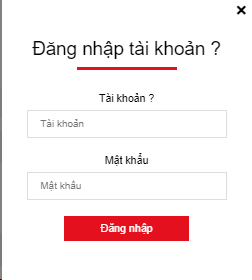 Đăng nhập tài khoản ?
Tài khoản ?
Tài khoản
Mật khẩu
Mật khẩu
Đăng nhập